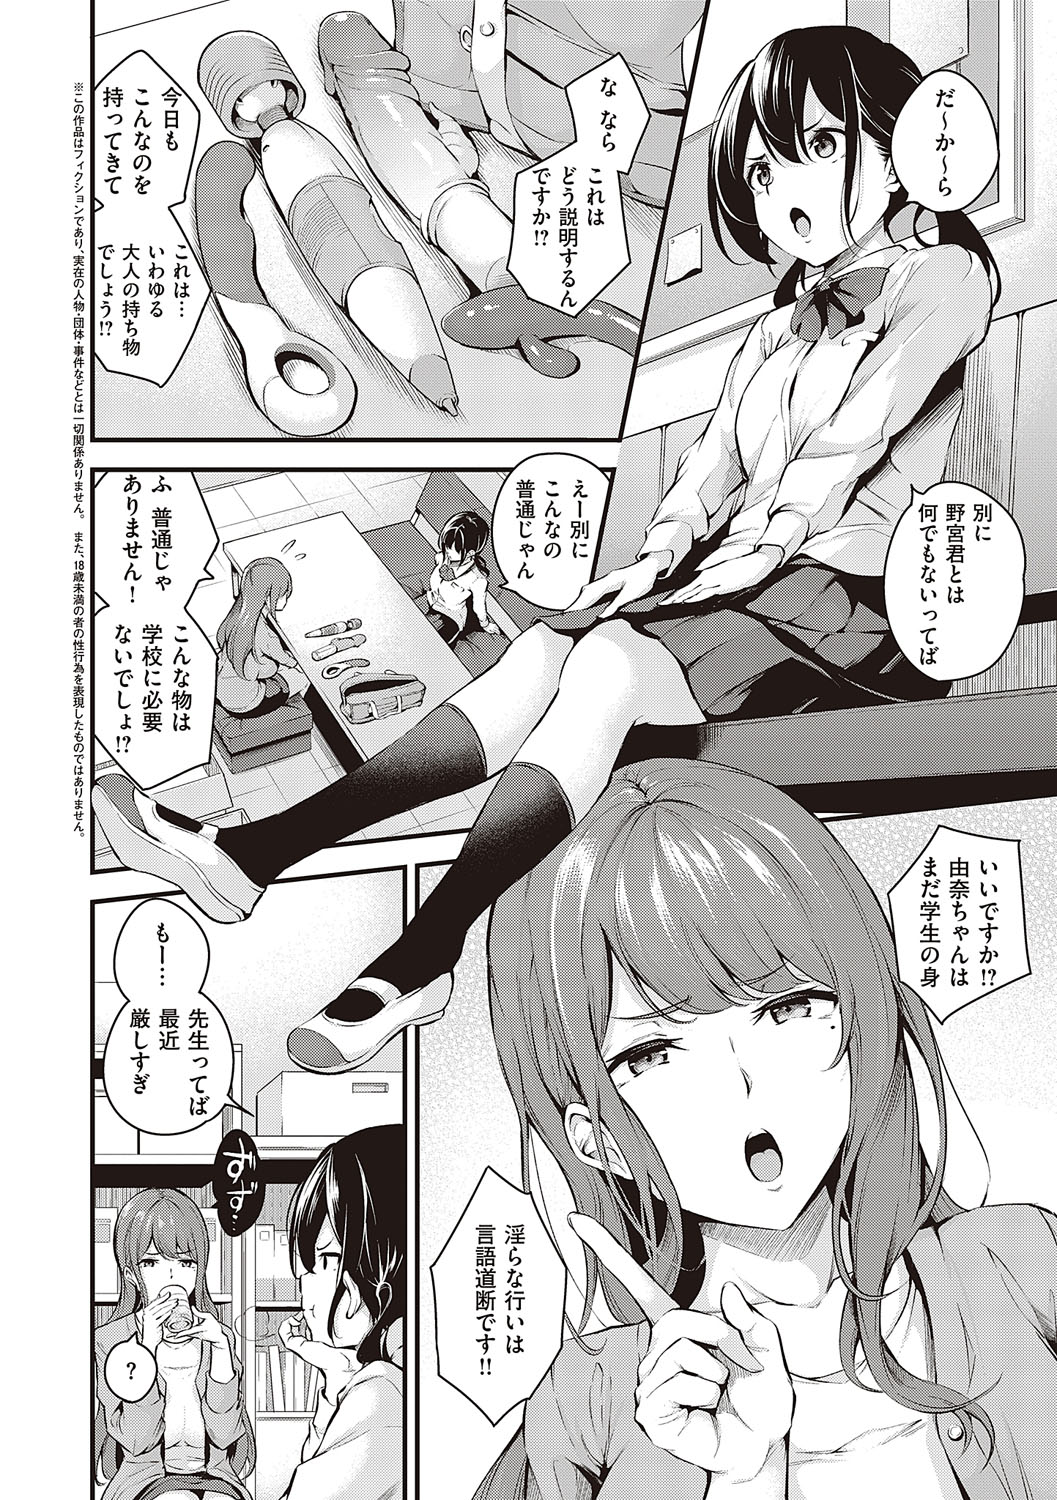 だ～か～ら
別に
野宮君とは
何でもないってば
な なら
これは
どう説明するん
ですか!?
今日も
こんなのを
持ってきて
これは…
いわゆる
大人の持ち物
でしょう!?
えー別に
こんなの
普通じゃん
ふ 普通じゃ
ありません！
こんな物は
学校に必要
ないでしょ!?
いいですか!?
由奈ちゃんは
まだ学生の身
淫らな行いは
言語道断です!!
もー…
先生ってば
最近
厳しすぎ
ずず…
？
※この作品はフィクションであり、実在の人物・団体・事件などとは一切関係ありません。 また、18歳未満の者の性行為を表現したものではありません。